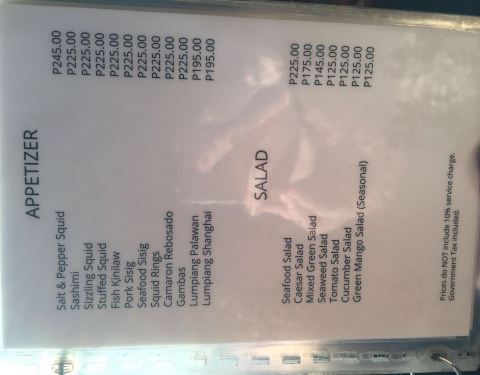 APPETIZER
Salt & Pepper Squid P245.00
Sashimi P225.00
Sizzling Squid P225.00
Stuffed Squid P225.00
Fish Kinilaw P225.00
Pork Sisig P225.00
Seafood Sisig P225.00
Squid Rings P225.00
Camaron Rebosado P225.00
Gambas P225.00
Lumpiang Palawan P195.00
Lumpiang Shanghai P195.00
SALAD
Seafood Salad P225.00
Caesar Salad P175.00
Mixed Green Salad P145.00
Seaweed Salad P125.00
Tomato Salad P125.00
Cucumber Salad P125.00
Green Mango Salad (Seasonal) P125.00
Prices do NOT include 10% service charge.
Government Tax included.